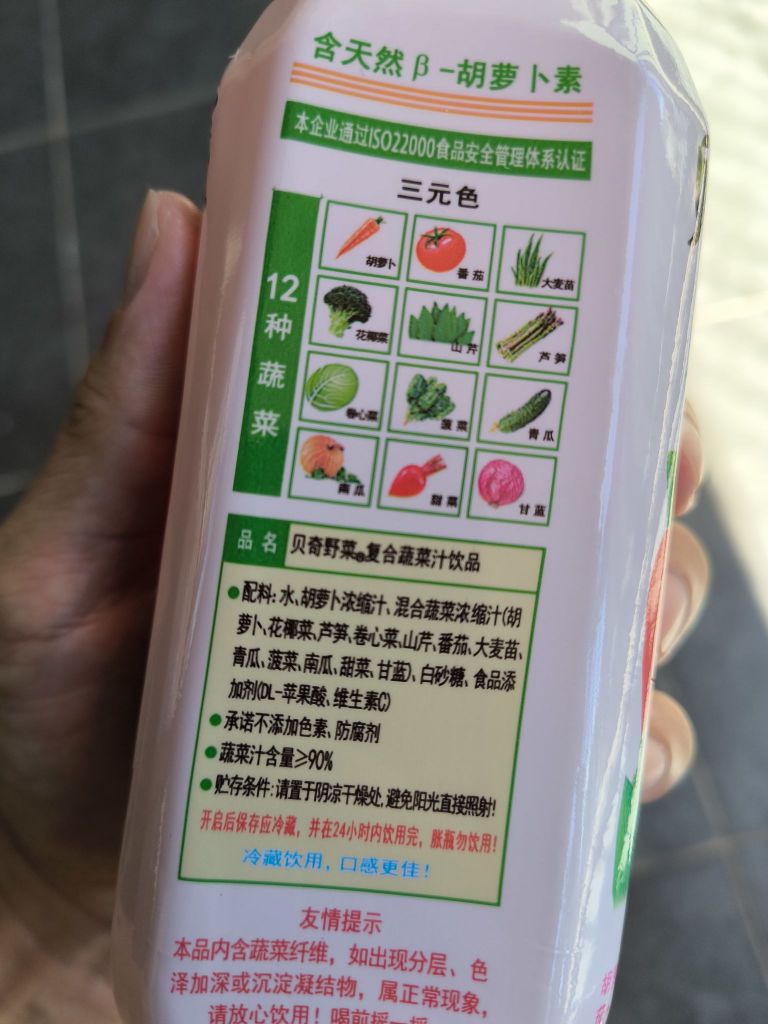 含天然β-胡萝卜素
本企业通过ISO22000食品安全管理体系认证
三元色
12种蔬菜
胡萝卜 番茄 大麦苗
花椰菜 山芹 芦笋
卷心菜 菠菜 青瓜
南瓜 甜菜 甘蓝
品名 贝奇野菜®复合蔬菜汁饮品
●配料: 水、胡萝卜浓缩汁、混合蔬菜浓缩汁(胡
萝卜、花椰菜、芦笋、卷心菜、山芹、番茄、大麦苗、
青瓜、菠菜、南瓜、甜菜、甘蓝)、白砂糖、食品添
加剂(DL-苹果酸、维生素C)
●承诺不添加色素、防腐剂
●蔬菜汁含量≥90%
●贮存条件: 请置于阴凉干燥处, 避免阳光直接照射!
开启后保存应冷藏，并在24小时内饮用完，胀瓶勿饮用!
冷藏饮用，口感更佳!
友情提示
本品内含蔬菜纤维，如出现分层、色
泽加深或沉淀凝结物，属正常现象，
请放心饮用! 喝前摇一摇